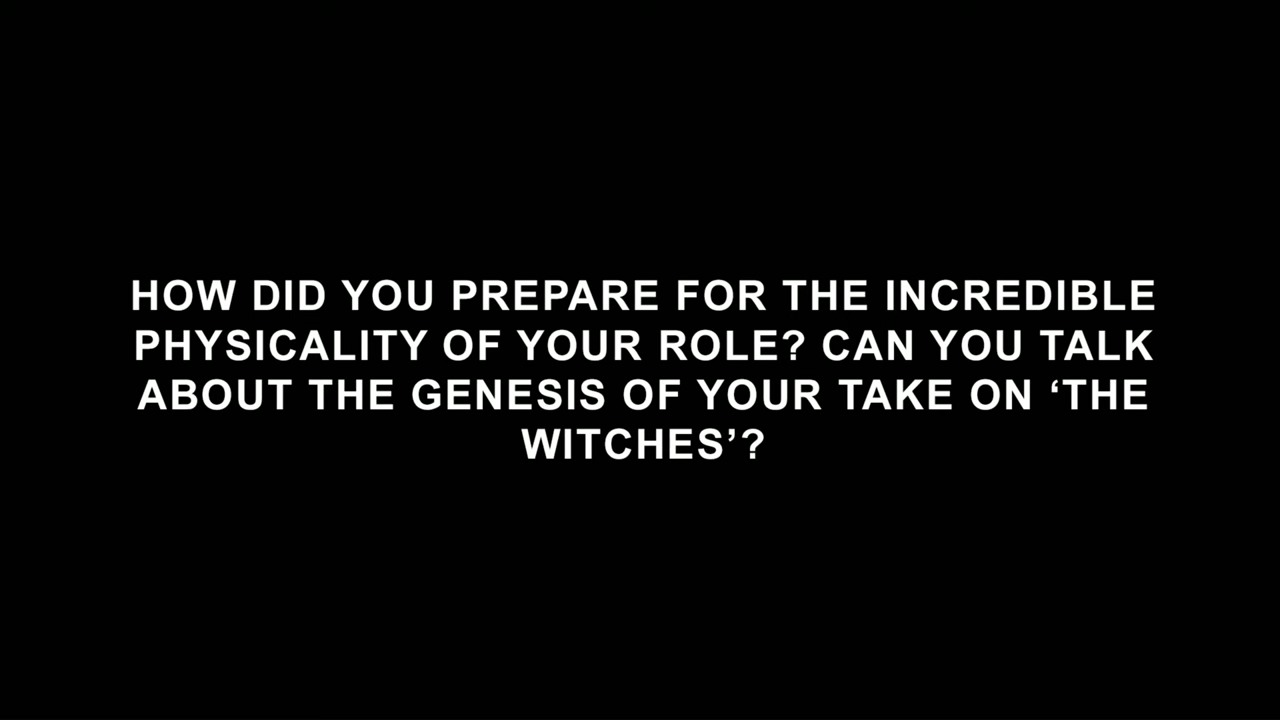 HOW DID YOU PREPARE FOR THE INCREDIBLE
PHYSICALITY OF YOUR ROLE? CAN YOU TALK
ABOUT THE GENESIS OF YOUR TAKE ON ‘THE
WITCHES’?